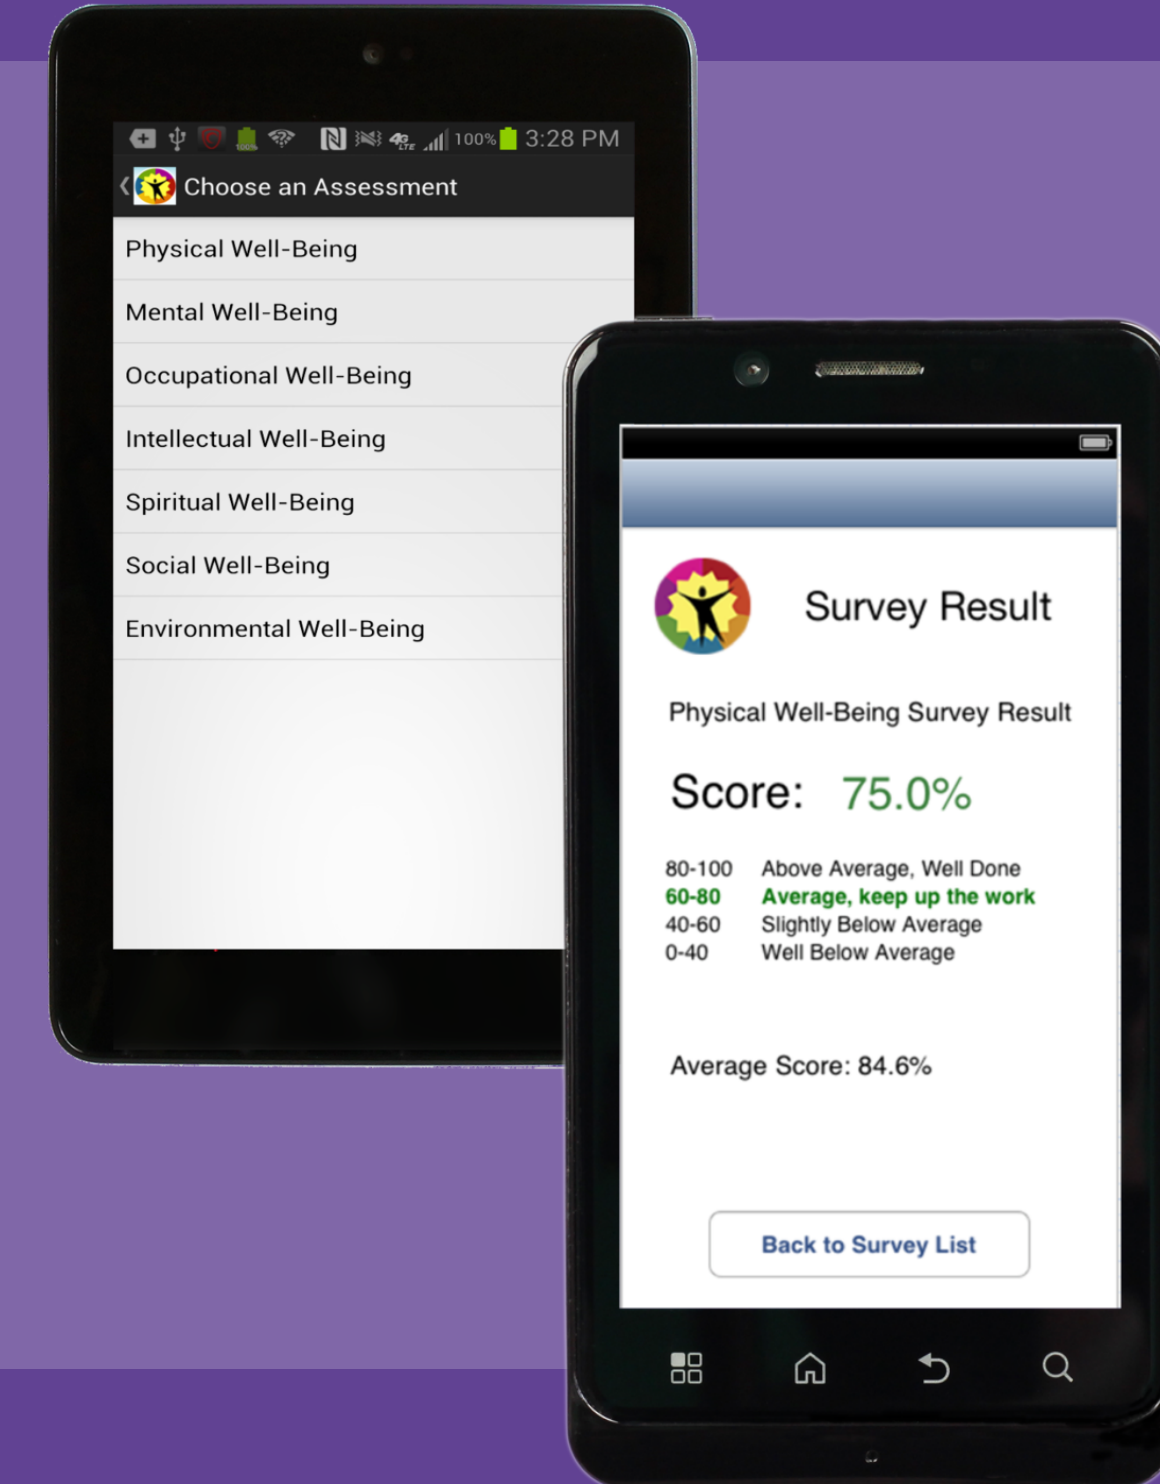 100% 4G LTE 100% 3:28 PM
Choose an Assessment
Physical Well-Being
Mental Well-Being
Occupational Well-Being
Intellectual Well-Being
Spiritual Well-Being
Social Well-Being
Environmental Well-Being
Survey Result
Physical Well-Being Survey Result
Score: 75.0%
80-100 Above Average, Well Done
60-80 Average, keep up the work
40-60 Slightly Below Average
0-40 Well Below Average
Average Score: 84.6%
Back to Survey List